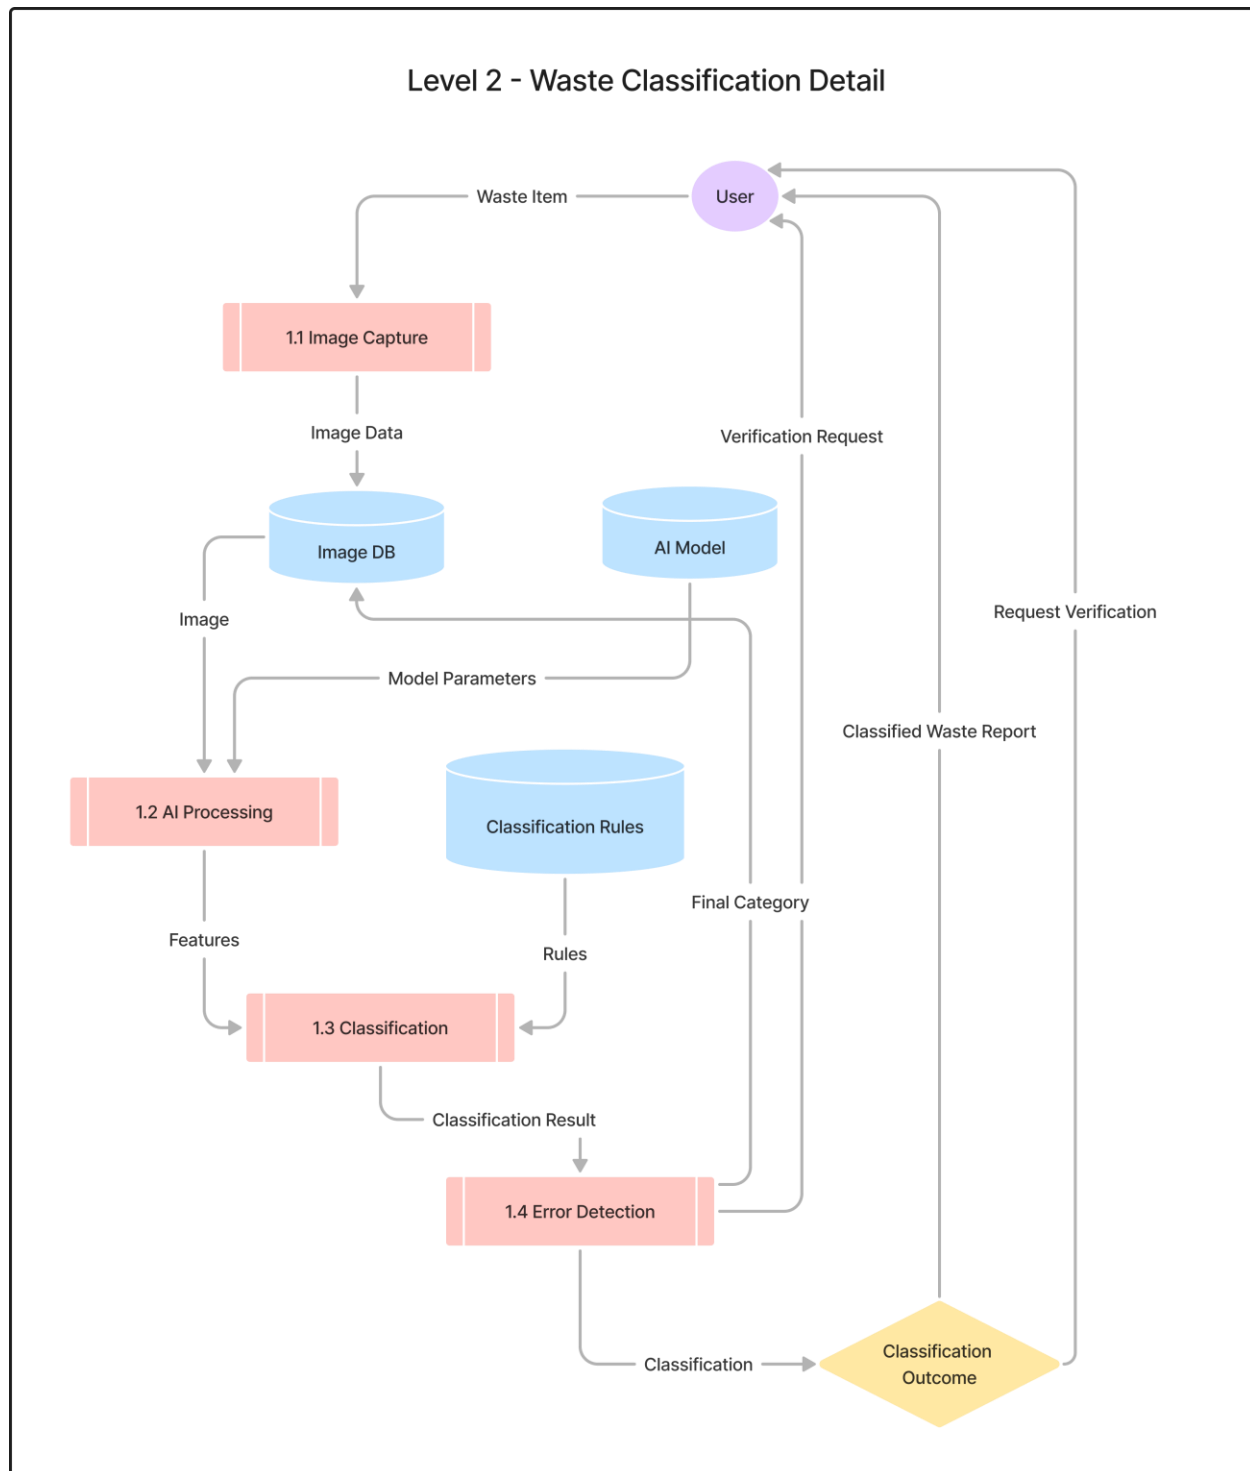 Level 2 - Waste Classification Detail
Waste Item
User
1.1 Image Capture
Image Data
Verification Request
Image DB
AI Model
Image
Request Verification
Model Parameters
Classified Waste Report
1.2 AI Processing
Classification Rules
Final Category
Features
Rules
1.3 Classification
Classification Result
1.4 Error Detection
Classification
Classification
Outcome